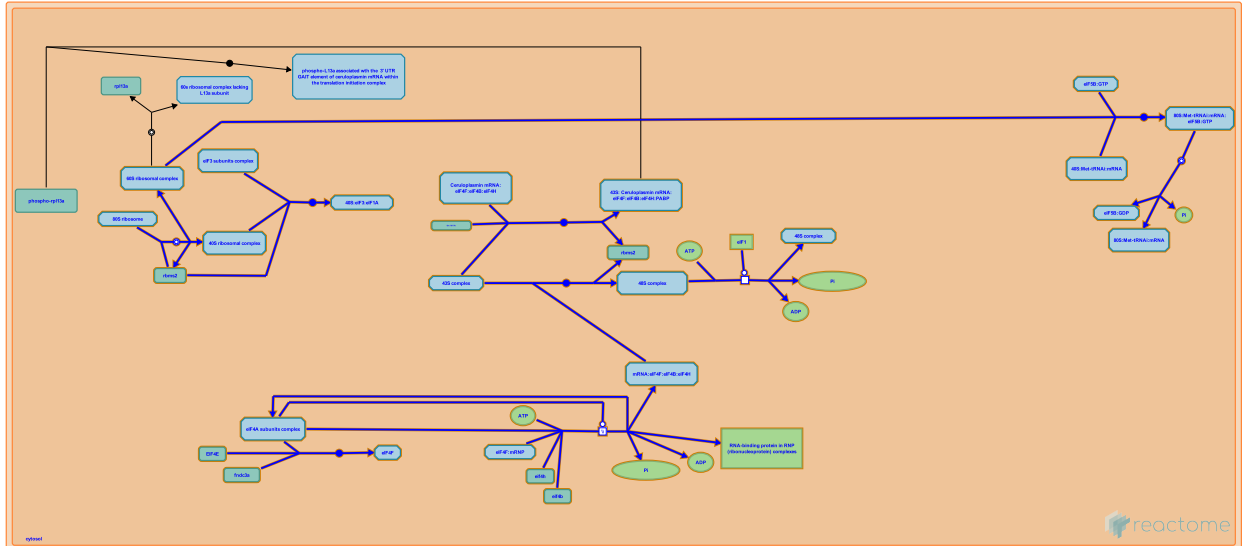 phospho-L13a associated wth the 3' UTR
GAIT element of ceruloplasmin mRNA within
the translation initiation complex
rpl13a
60s ribosomal complex lacking
L13a subunit
eIF5B:GTP
80S:Met-tRNAi:mRNA:
eIF5B:GTP
eIF3 subunits complex
60S ribosomal complex
40S:Met-tRNAi:mRNA
Ceruloplasmin mRNA:
eIF4F:eIF4B:eIF4H
43S: Ceruloplasmin mRNA:
eIF4F:eIF4B:eIF4H:PABP
phospho-rpl13a
40S:eIF3:eIF1A
80S ribosome
eIF5B:GDP
Pi
40S ribosomal complex
48S complex
eIF1
80S:Met-tRNAi:mRNA
rbms2
ATP
rbms2
43S complex
48S complex
Pi
ADP
mRNA:eIF4F:eIF4B:eIF4H
ATP
eIF4A subunits complex
EIF4E
eIF4F
eIF4F:mRNP
RNA-binding protein in RNP
(ribonucleoprotein) complexes
fndc3a
eif4h
Pi
ADP
eif4b
reactome
cytosol